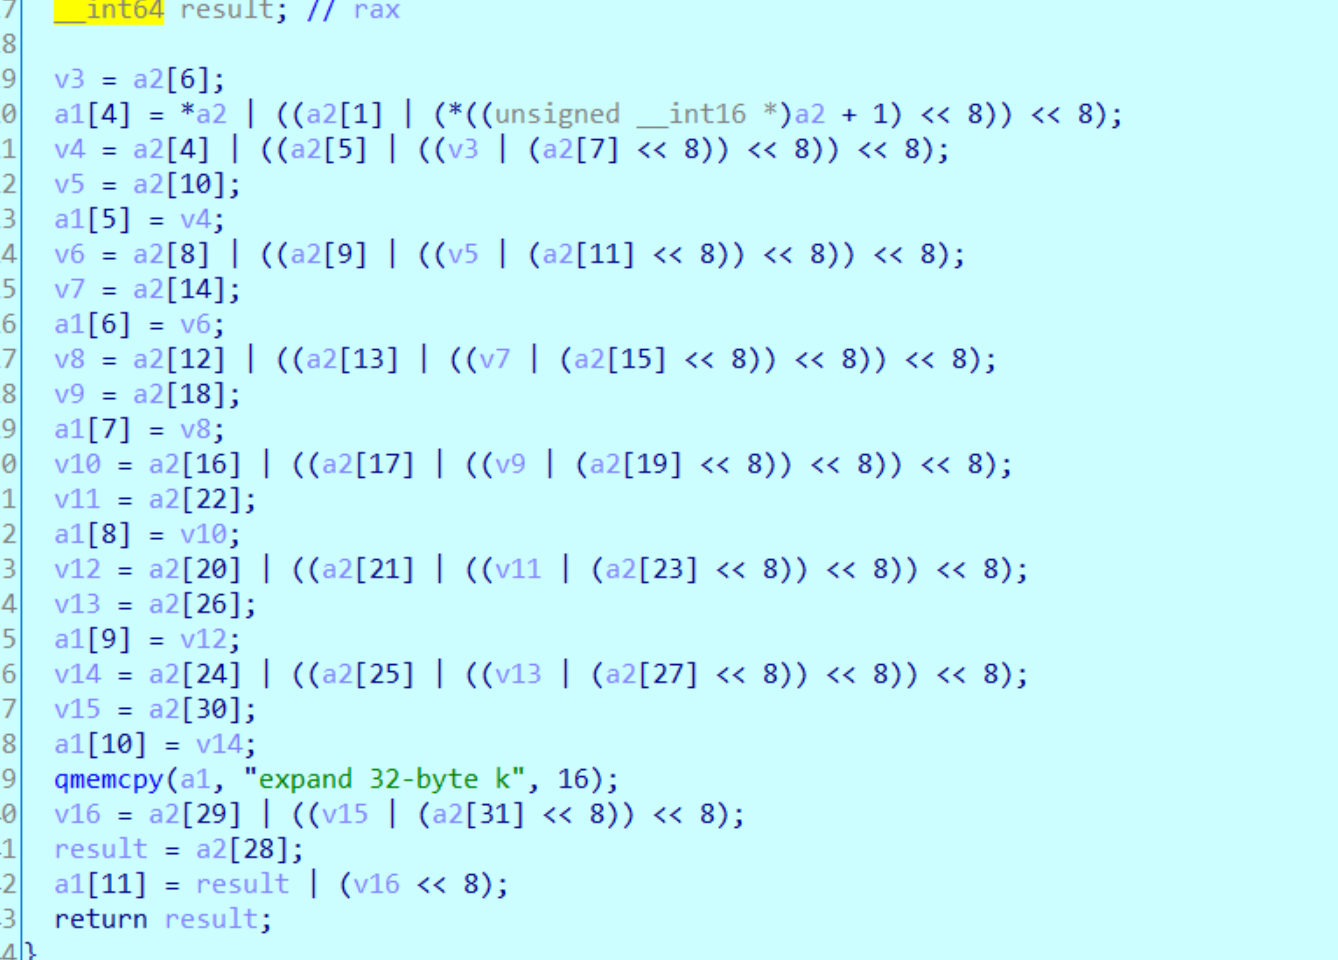 7 __int64 result; // rax
8
9 v3 = a2[6];
0 a1[4] = *a2 | ((a2[1] | (*((unsigned __int16 *)a2 + 1) << 8)) << 8);
1 v4 = a2[4] | ((a2[5] | ((v3 | (a2[7] << 8)) << 8)) << 8);
2 v5 = a2[10];
3 a1[5] = v4;
4 v6 = a2[8] | ((a2[9] | ((v5 | (a2[11] << 8)) << 8)) << 8);
5 v7 = a2[14];
6 a1[6] = v6;
7 v8 = a2[12] | ((a2[13] | ((v7 | (a2[15] << 8)) << 8)) << 8);
8 v9 = a2[18];
9 a1[7] = v8;
0 v10 = a2[16] | ((a2[17] | ((v9 | (a2[19] << 8)) << 8)) << 8);
1 v11 = a2[22];
2 a1[8] = v10;
3 v12 = a2[20] | ((a2[21] | ((v11 | (a2[23] << 8)) << 8)) << 8);
4 v13 = a2[26];
5 a1[9] = v12;
6 v14 = a2[24] | ((a2[25] | ((v13 | (a2[27] << 8)) << 8)) << 8);
7 v15 = a2[30];
8 a1[10] = v14;
9 qmemcpy(a1, "expand 32-byte k", 16);
0 v16 = a2[29] | ((v15 | (a2[31] << 8)) << 8);
1 result = a2[28];
2 a1[11] = result | (v16 << 8);
3 return result;
4 }